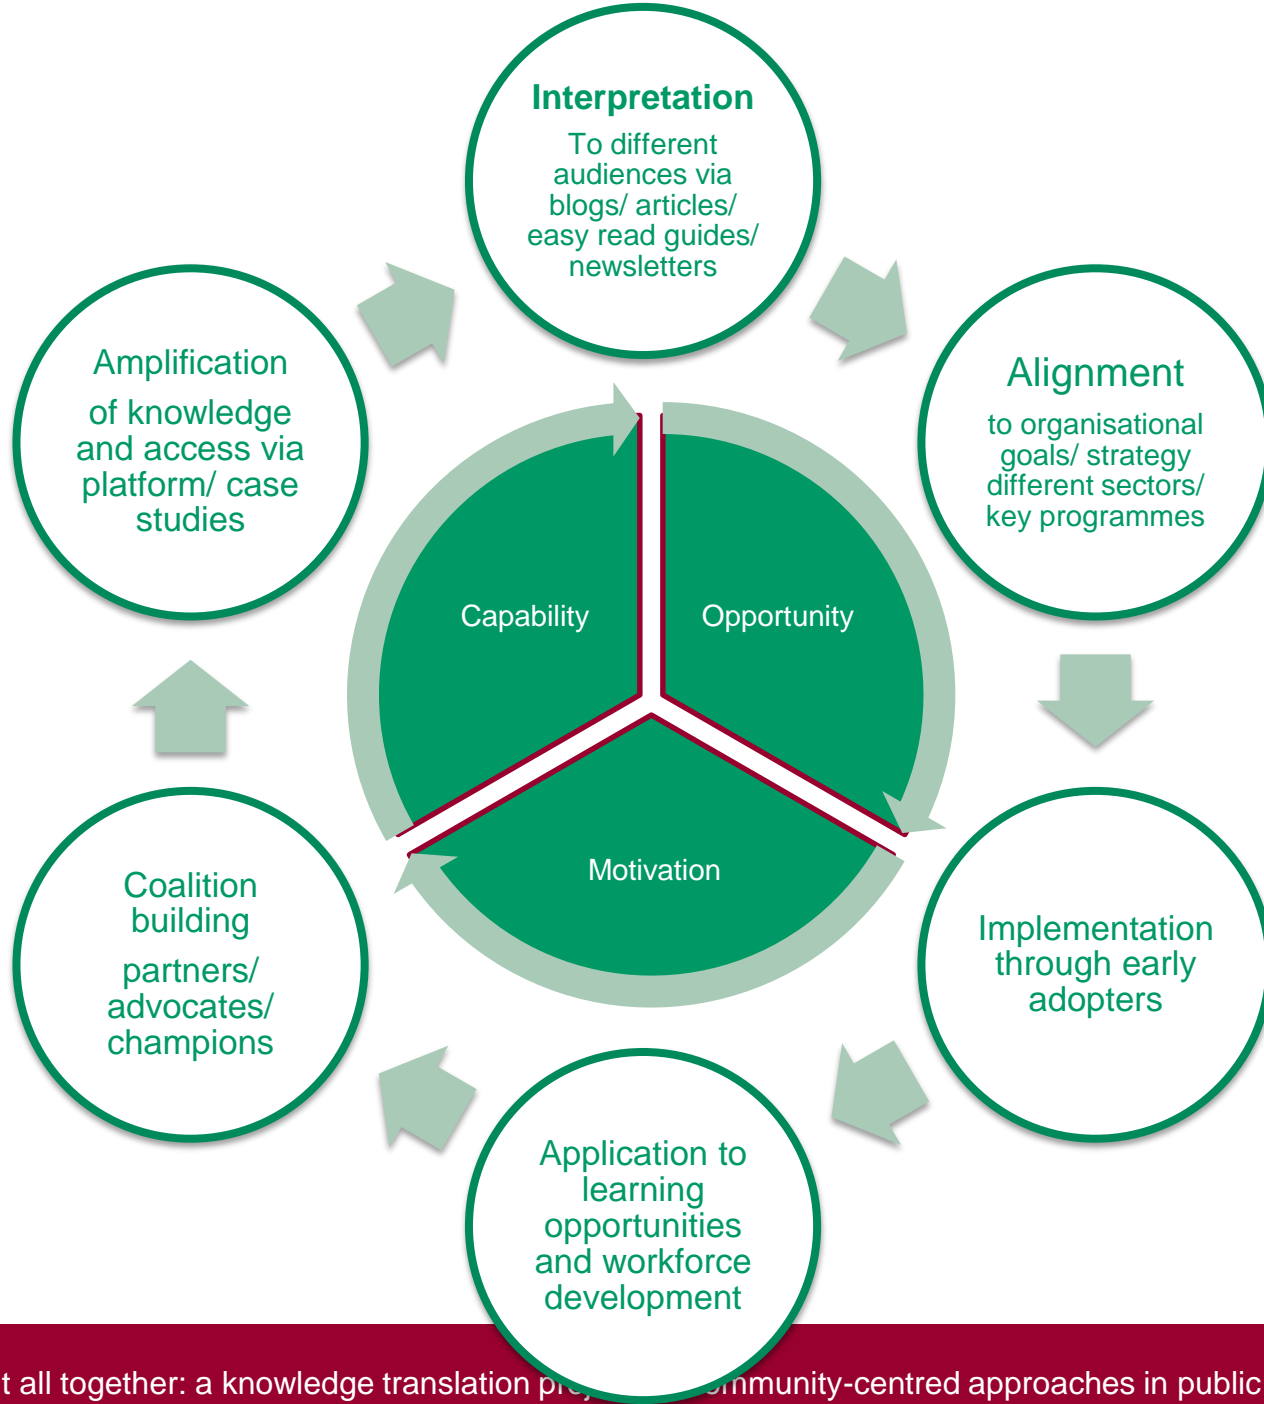 Interpretation
To different
audiences via
blogs/ articles/
easy read guides/
newsletters
Alignment
to organisational
goals/ strategy
different sectors/
key programmes
Implementation
through early
adopters
Application to
learning
opportunities
and workforce
development
Coalition
building
partners/
advocates/
champions
Amplification
of knowledge
and access via
platform/ case
studies
Capability
Opportunity
Motivation
t all together: a knowledge translation community-centred approaches in public